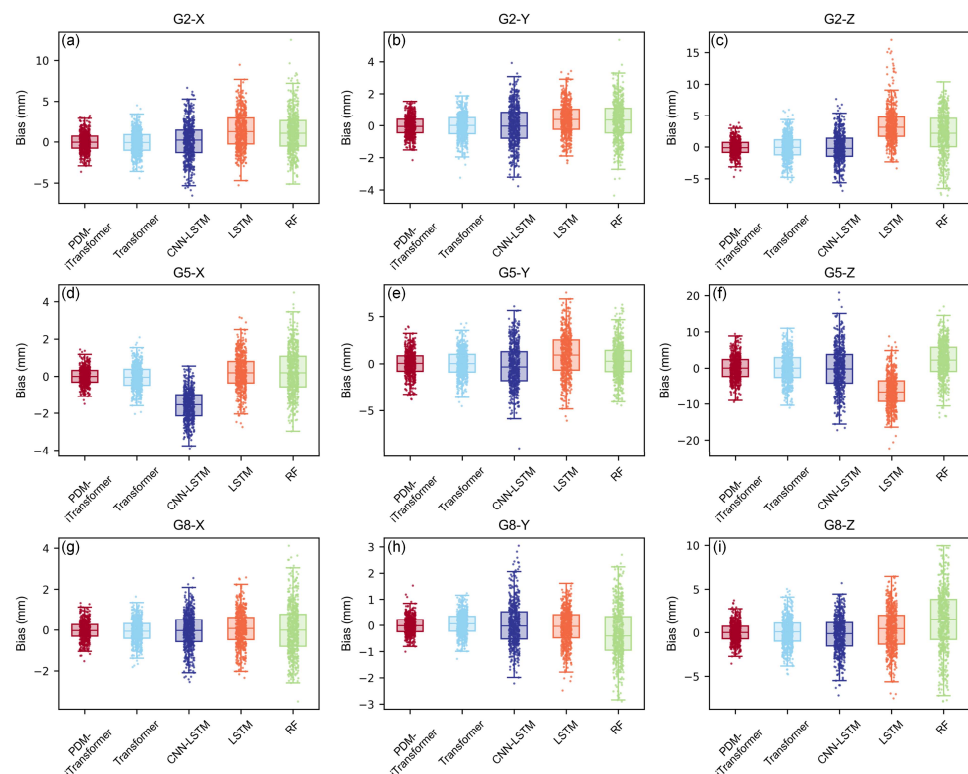 G2-X
G2-Y
G2-Z
(a)
(b)
(c)
Bias (mm)
10
5
0
−5
Bias (mm)
4
2
0
−2
−4
Bias (mm)
15
10
5
0
−5
PDM-
iTransformer
Transformer
CNN-LSTM
LSTM
RF
PDM-
iTransformer
Transformer
CNN-LSTM
LSTM
RF
PDM-
iTransformer
Transformer
CNN-LSTM
LSTM
RF
G5-X
G5-Y
G5-Z
(d)
(e)
(f)
Bias (mm)
4
2
0
−2
−4
Bias (mm)
5
0
−5
Bias (mm)
20
10
0
−10
−20
PDM-
iTransformer
Transformer
CNN-LSTM
LSTM
RF
PDM-
iTransformer
Transformer
CNN-LSTM
LSTM
RF
PDM-
iTransformer
Transformer
CNN-LSTM
LSTM
RF
G8-X
G8-Y
G8-Z
(g)
(h)
(i)
Bias (mm)
4
2
0
−2
Bias (mm)
3
2
1
0
−1
−2
−3
Bias (mm)
10
5
0
−5
PDM-
iTransformer
Transformer
CNN-LSTM
LSTM
RF
PDM-
iTransformer
Transformer
CNN-LSTM
LSTM
RF
PDM-
iTransformer
Transformer
CNN-LSTM
LSTM
RF